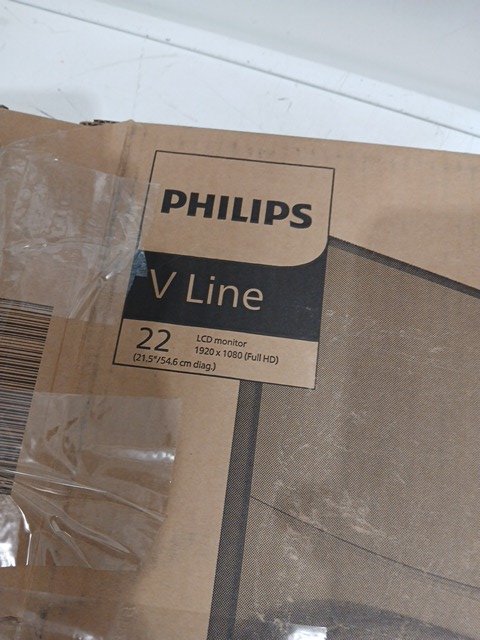 PHILIPS
V Line
22
(21.5"/54.6 cm diag.)
LCD monitor
1920 x 1080 (Full HD)